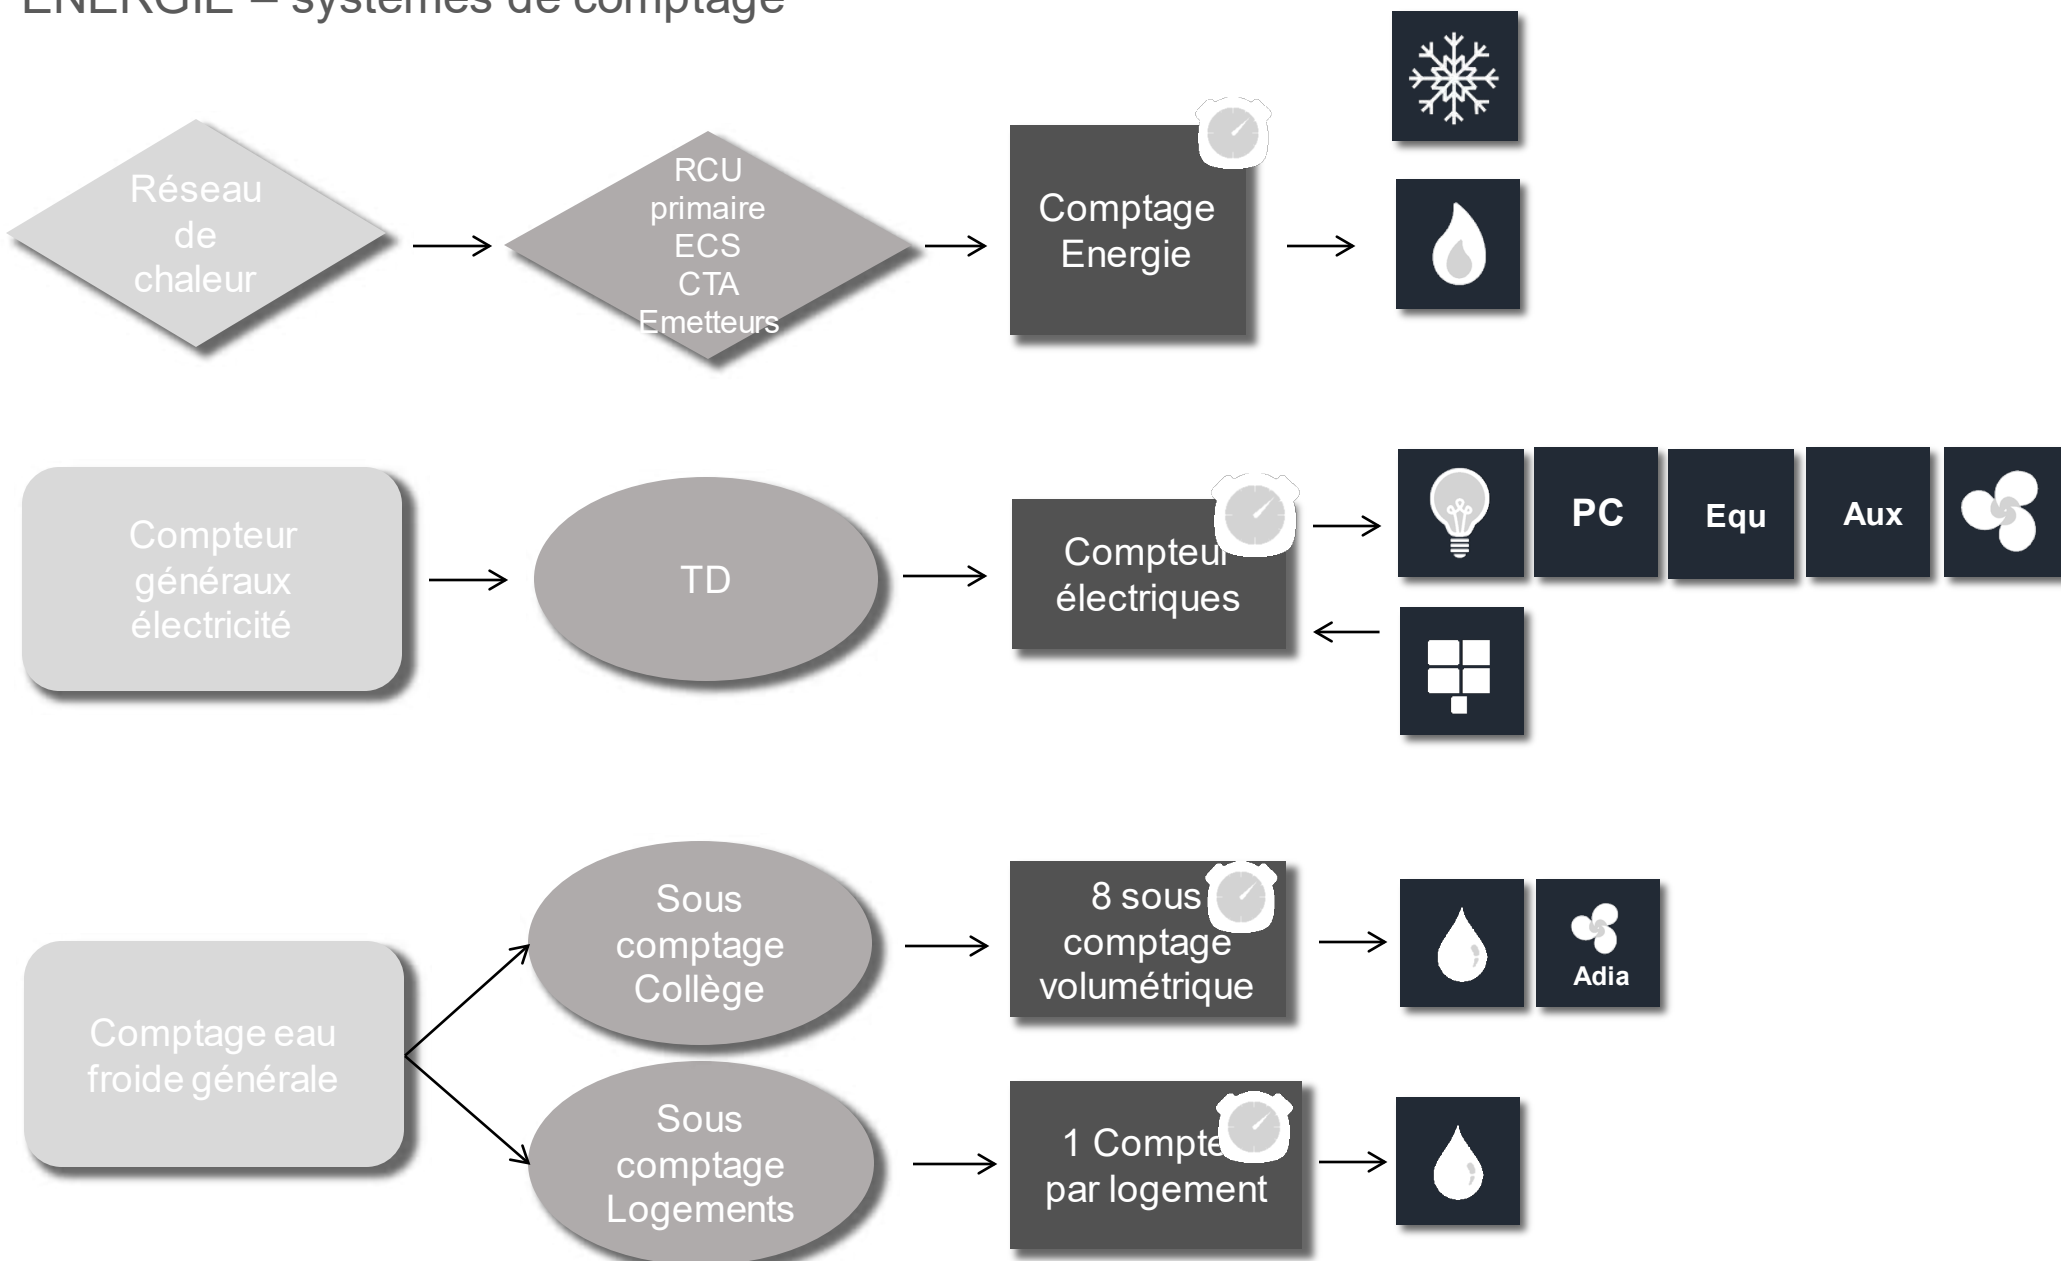 ENERGIE – systèmes de comptage
Réseau
de
chaleur
RCU
primaire
ECS
CTA
Emetteurs
Comptage
Energie
Compteur
généraux
électricité
TD
Compteur
électriques
PC
Equ
Aux
Comptage eau
froide générale
Sous
comptage
Collège
8 sous
comptage
volumétrique
Adia
Sous
comptage
Logements
1 Compte
par logement